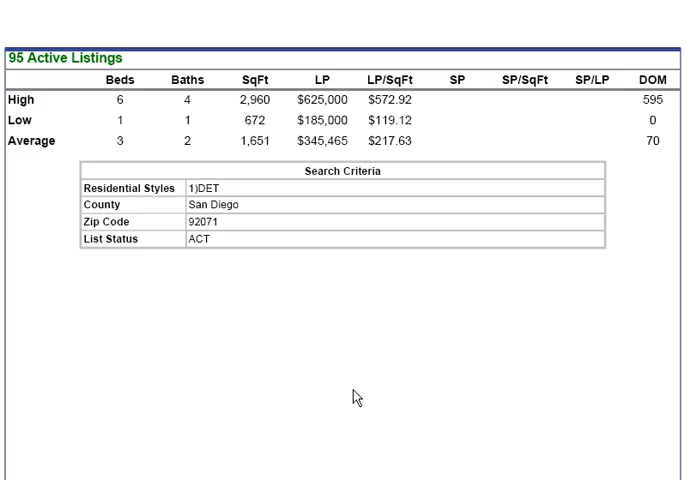 95 Active Listings
Beds Baths SqFt LP LP/SqFt SP SP/SqFt SP/LP DOM
High 6 4 2,960 $625,000 $572.92 595
Low 1 1 672 $185,000 $119.12 0
Average 3 2 1,651 $345,465 $217.63 70
Search Criteria
Residential Styles 1)DET
County San Diego
Zip Code 92071
List Status ACT